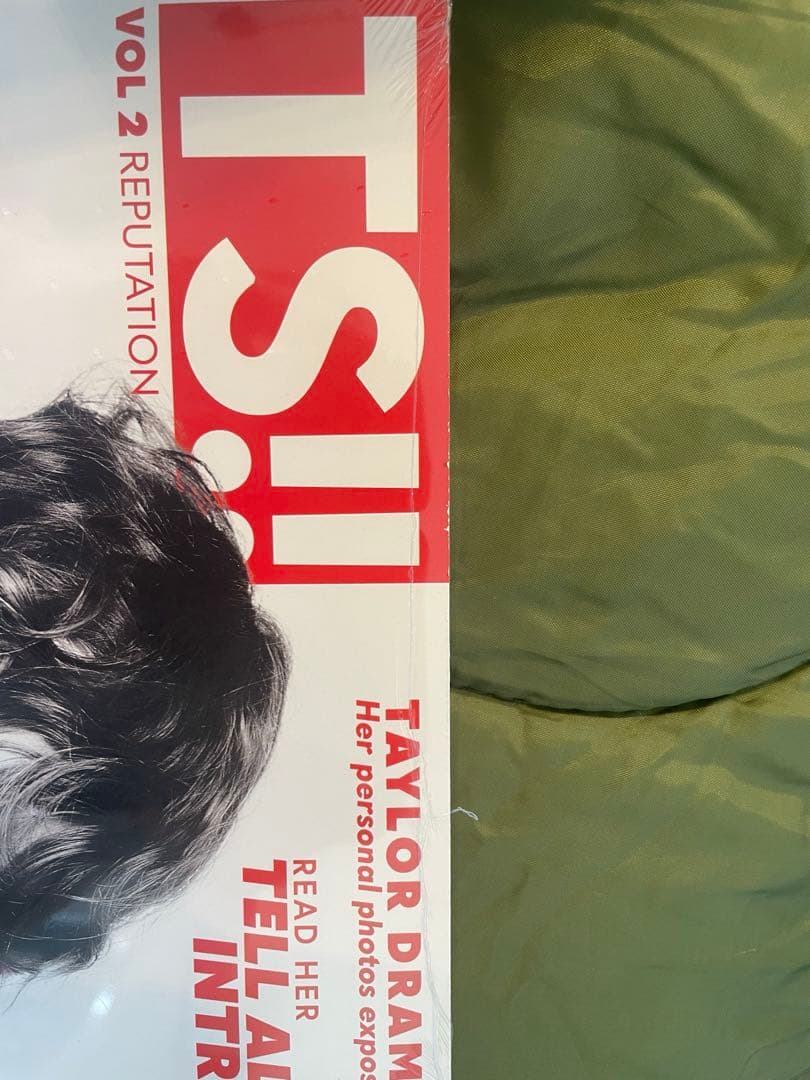 TS!!
VOL 2 REPUTATION
TAYLOR DRAM
Her personal photos expos
READ HER
TELL AL
INTR